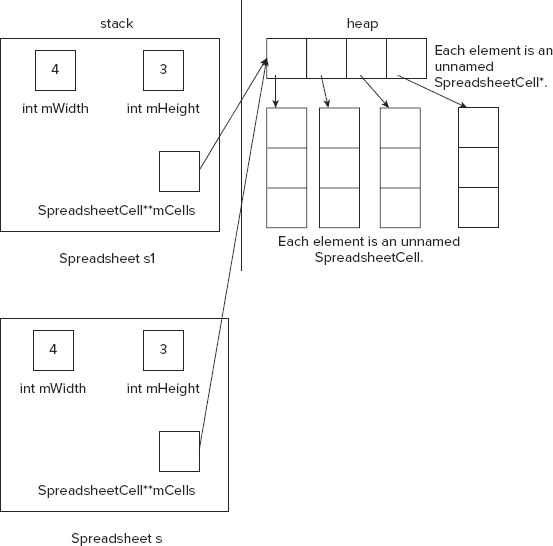 stack
heap
4
3
int mWidth
int mHeight
SpreadsheetCell**mCells
Spreadsheet s1
Each element is an
unnamed
SpreadsheetCell*.
Each element is an unnamed
SpreadsheetCell.
4
3
int mWidth
int mHeight
SpreadsheetCell**mCells
Spreadsheet s